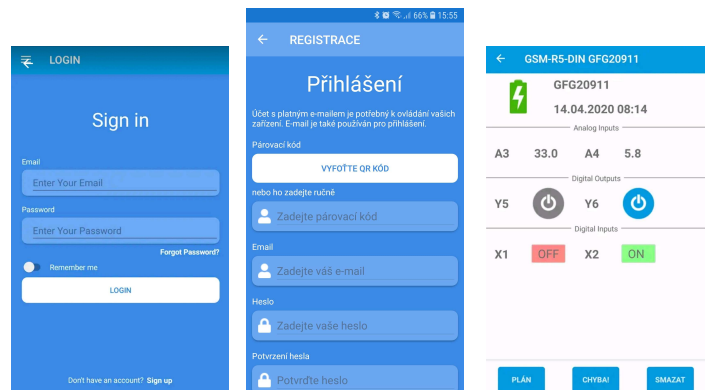 LOGIN
Sign in
Email
Enter Your Email
Password
Enter Your Password
Forgot Password?
Remember me
LOGIN
Don't have an account? Sign up
66% 15:55
REGISTRACE
Přihlášení
Účet s platným e-mailem je potřebný k ovládání vašich
zařízení. E-mail je také používán pro přihlášení.
Párovací kód
VYFOŤTE QR KÓD
nebo ho zadejte ručně
Zadejte párovací kód
Email
Zadejte váš e-mail
Heslo
Zadejte vaše heslo
Potvrzení hesla
Potvrďte heslo
GSM-R5-DIN GFG20911
GFG20911
14.04.2020 08:14
Analog Inputs
A3 33.0 A4 5.8
Digital Outputs
Y5 Y6
Digital Inputs
X1 OFF X2 ON
PLÁN CHYBA! SMAZAT